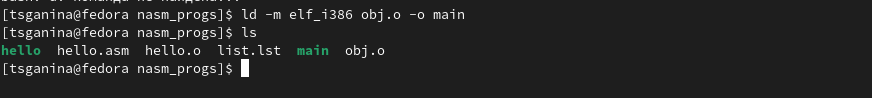 [tsganina@fedora nasm_progs]$ ld -m elf_i386 obj.o -o main
[tsganina@fedora nasm_progs]$ ls
hello  hello.asm  hello.o  list.lst  main  obj.o
[tsganina@fedora nasm_progs]$